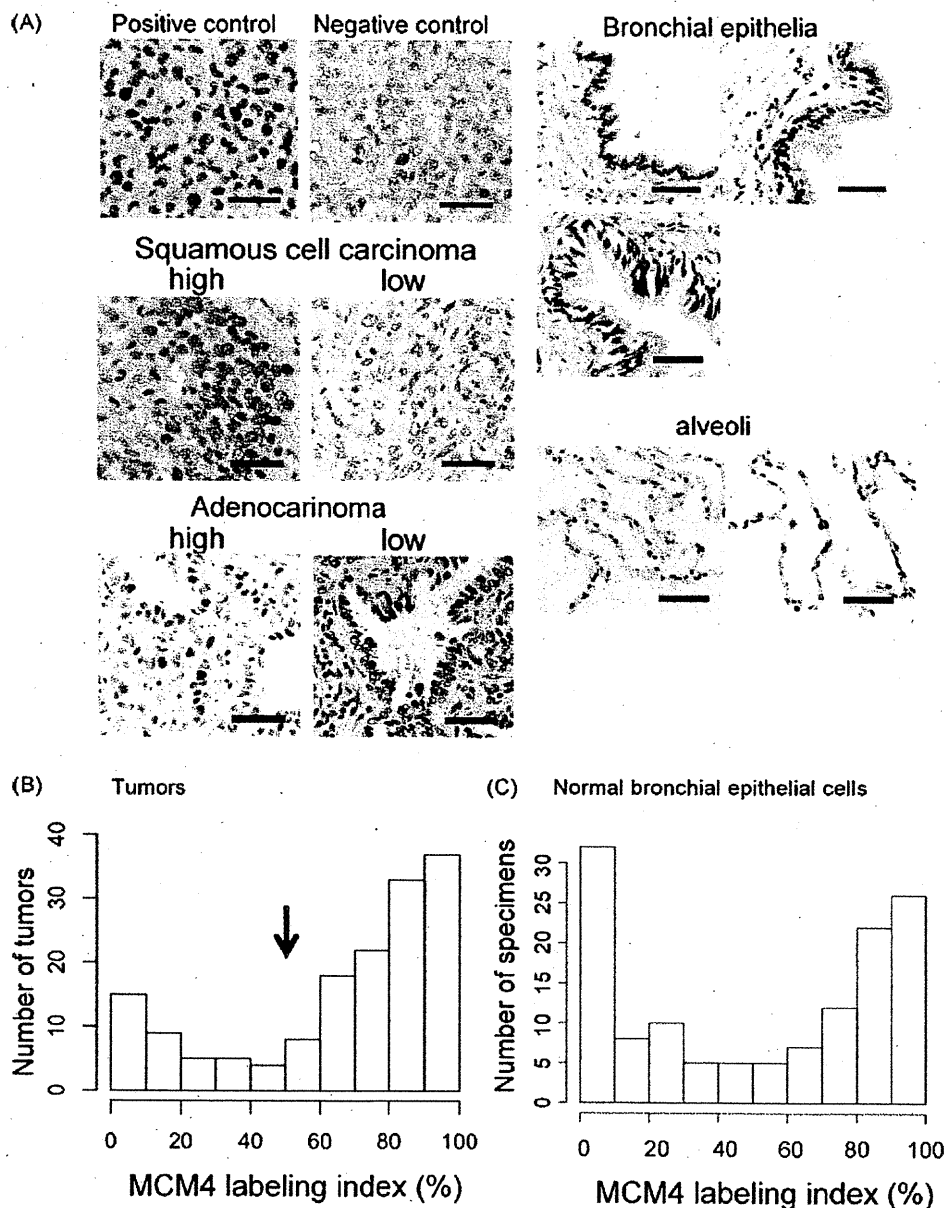 (A)
Positive control
Negative control
Bronchial epithelia
Squamous cell carcinoma
high
low
alveoli
Adenocarinoma
high
low
(B)
Tumors
Number of tumors
0
10
20
30
40
0
20
40
60
80
100
MCM4 labeling index (%)
(C)
Normal bronchial epithelial cells
Number of specimens
0
5
10
15
20
25
30
0
20
40
60
80
100
MCM4 labeling index (%)